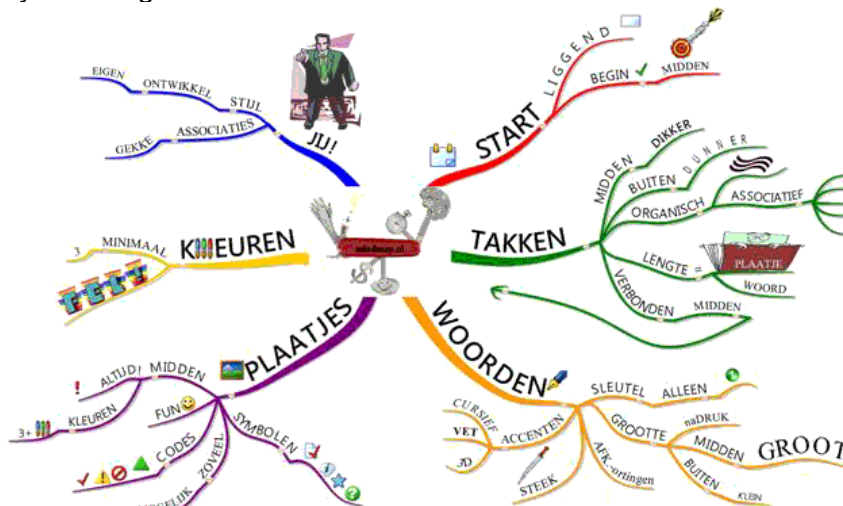 START
LIGGEND
BEGIN
MIDDEN
TAKKEN
MIDDEN
DIKKER
BUITEN
DUNNER
ORGANISCH
ASSOCIATIEF
LENGTE =
PLAATJE
WOORD
VERBONDEN
MIDDEN
WOORDEN
SLEUTEL
ALLEEN
GROOTTE
naDRUK
MIDDEN
GROOT
BUITEN
KLEIN
AFK.-ortingen
STEEK
ACCENTEN
CURSIEF
VET
3D
PLAATJES
MIDDEN
ALTIJD!
KLEUREN
3+
FUN
CODES
ZOVEEL
SYMBOLEN
K EUREN
MINIMAAL
3
FELT
JIJ!
STIJL
ONTWIKKEL
EIGEN
ASSOCIATIES
GEKKE